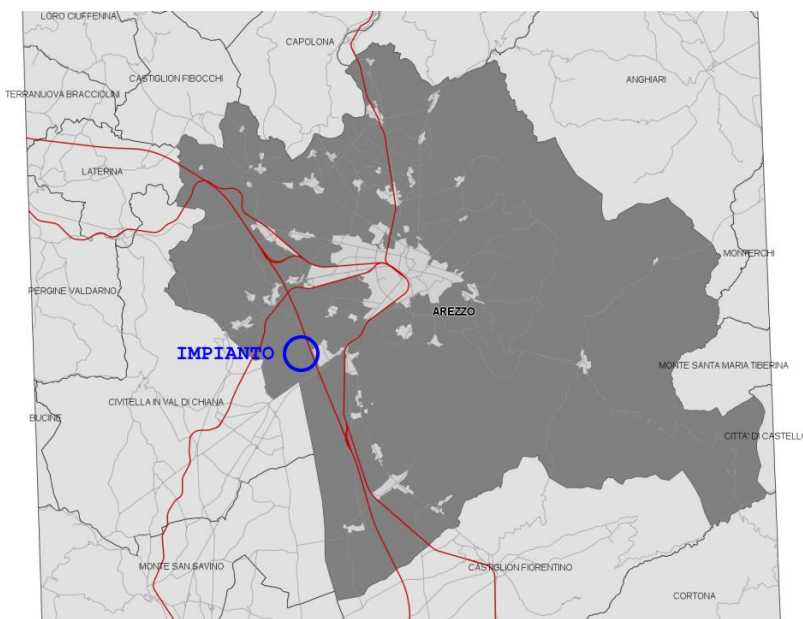 LORO CIUFFENNA
CAPOLONA
CASTIGLION FIBOCCHI
ANGHIARI
TERRANUOVA BRACCIOLINI
LATERINA
MONTERCHI
PERGINE VALDARNO
AREZZO
IMPIANTO
MONTE SANTA MARIA TIBERINA
CIVITELLA IN VAL DI CHIANA
BUCINE
CITTA' DI CASTELLO
MONTE SAN SAVINO
CASTIGLION FIORENTINO
CORTONA